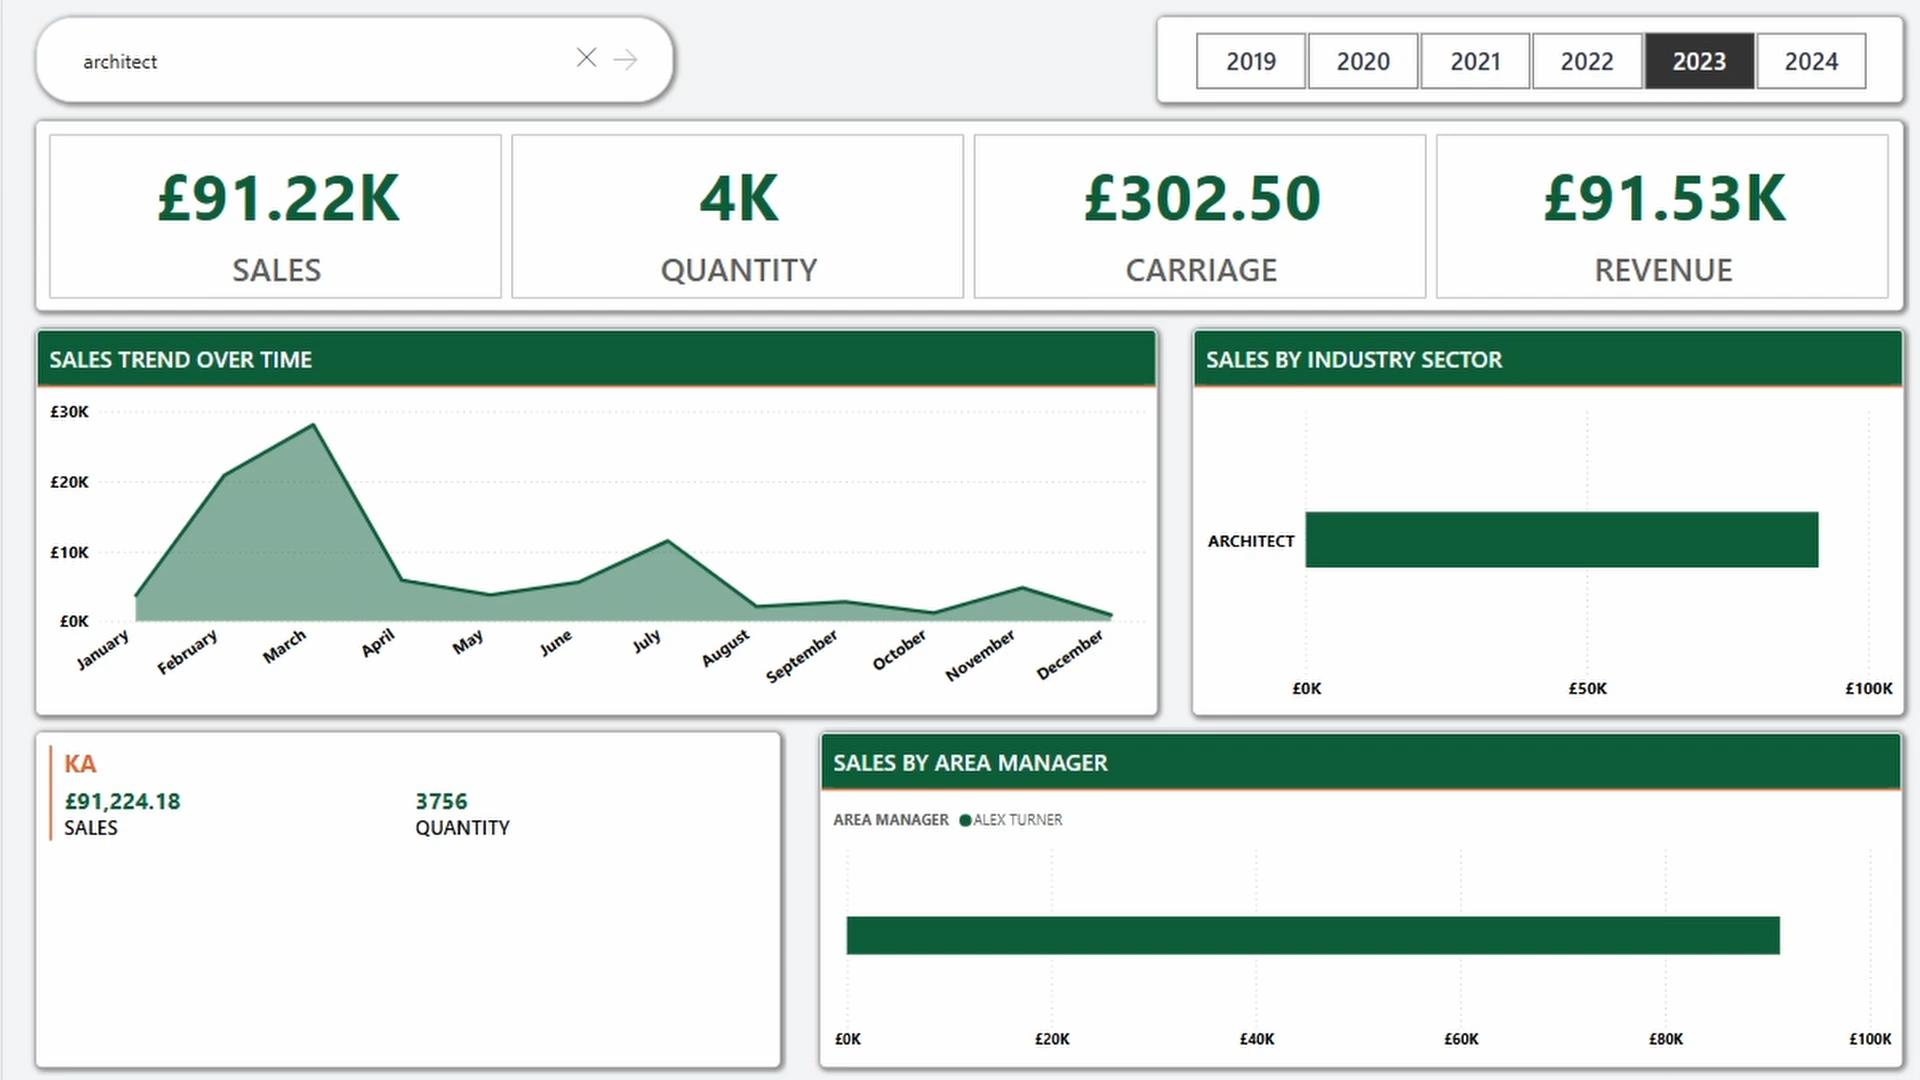 architect
2019 2020 2021 2022 2023 2024
£91.22K
SALES
4K
QUANTITY
£302.50
CARRIAGE
£91.53K
REVENUE
SALES TREND OVER TIME
£30K
£20K
£10K
£0K
January February March April May June July August September October November December
SALES BY INDUSTRY SECTOR
ARCHITECT
£0K £50K £100K
KA
£91,224.18 3756
SALES QUANTITY
SALES BY AREA MANAGER
AREA MANAGER ALEX TURNER
£0K £20K £40K £60K £80K £100K